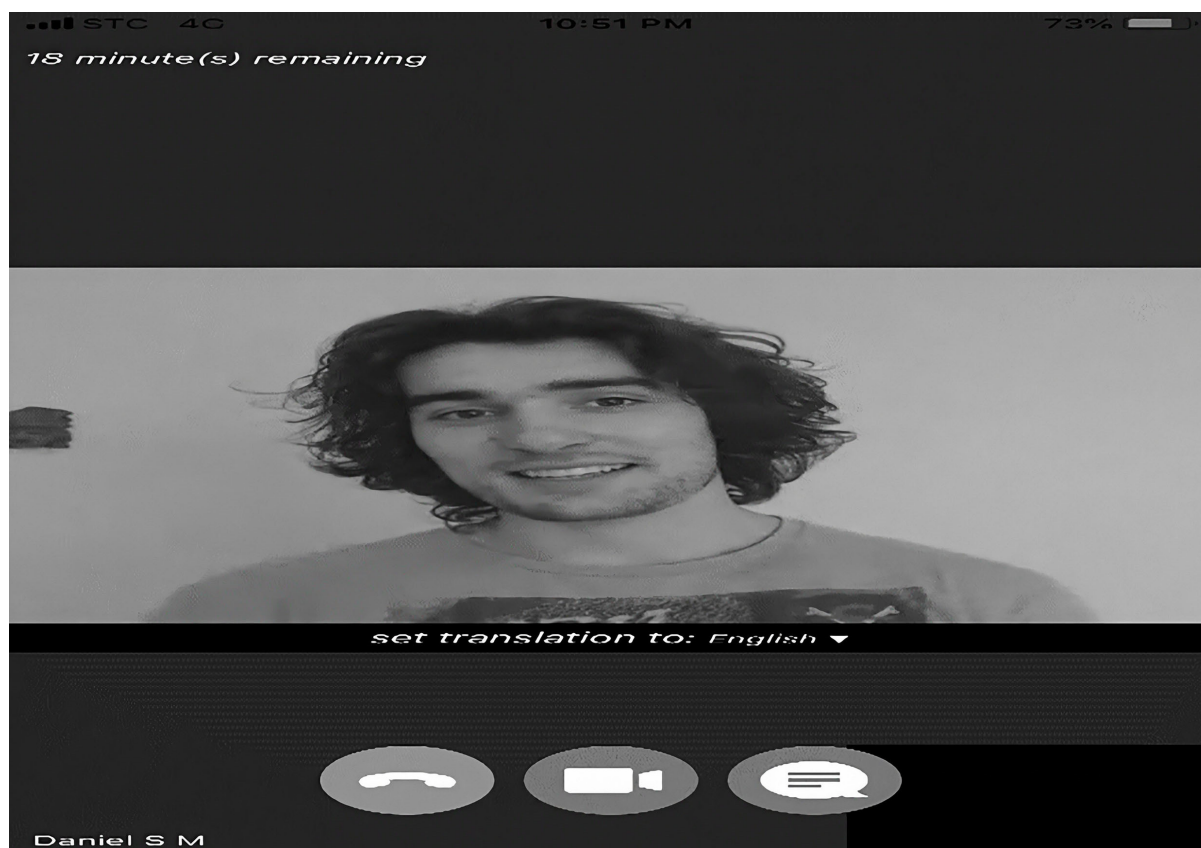 STC 4G 10:51 PM 73%
18 minute(s) remaining
set translation to: English
Daniel S M